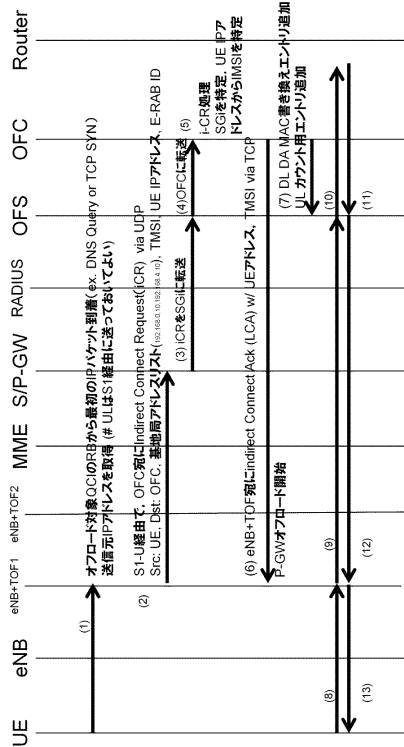 UE
eNB
eNB+TOF1
eNB+TOF2
MME
S/P-GW
RADIUS
OFS
OFC
Router
(1)
オフロード対象QCIのRBから最初のIPパケット到着(ex. DNS Query or TCP SYN)
送信元IPアドレスを取得 (# ULはS1経由に送っておいてよい)
(2)
S1-U経由で, OFC宛にIndirect Connect Request(iCR) via UDP
Src: UE, Dst: OFC, 基地局アドレスリスト(192.168.0.10,192.168.4.10), TMSI, UE IPアドレス, E-RAB ID
(3) iCRをSGiに転送
(4)OFCに転送
(5)
i-CR処理
SGiを特定, UE IPア
ドレスからIMSIを特定
(6) eNB+TOF宛にindirect Connect Ack (LCA) w/ UEアドレス, TMSI via TCP
P-GWオフロード開始
(7) DL DA MAC書き換えエントリ追加
UL カウント用エントリ追加
(8)
(9)
(10)
(11)
(12)
(13)